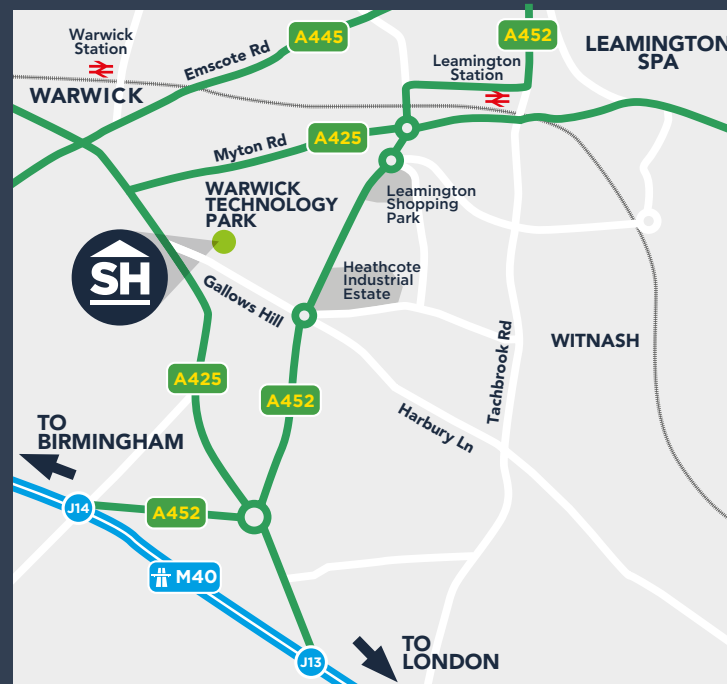 A445
A452
Warwick
Station
Emscote Rd
Leamington
Station
LEAMINGTON
SPA
WARWICK
Myton Rd
A425
WARWICK
TECHNOLOGY
PARK
Leamington
Shopping
Park
SH
Heathcote
Industrial
Estate
Gallows Hill
Tachbrook Rd
WITNASH
A425
A452
Harbury Ln
TO
BIRMINGHAM
J14
A452
M40
J13
TO
LONDON